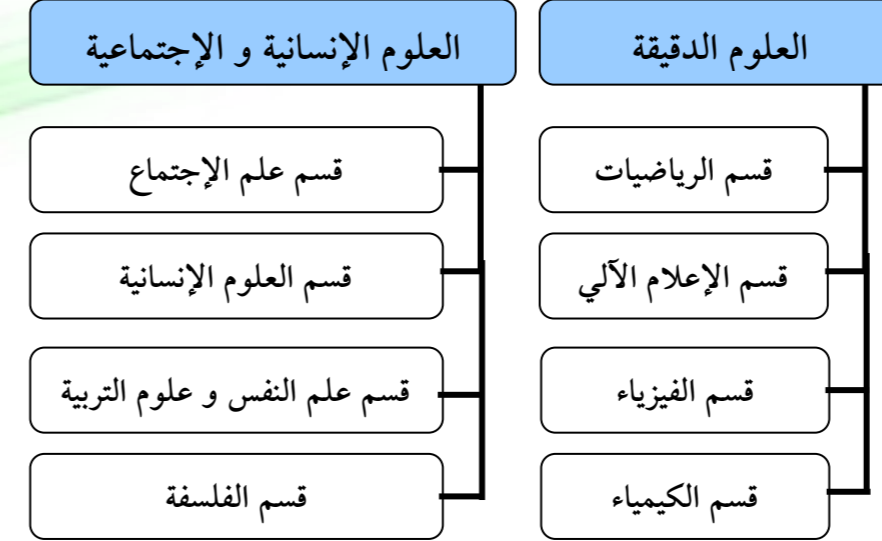 العلوم الدقيقة
قسم الرياضيات
قسم الإعلام الآلي
قسم الفيزياء
قسم الكيمياء
العلوم الإنسانية و الإجتماعية
قسم علم الإجتماع
قسم العلوم الإنسانية
قسم علم النفس و علوم التربية
قسم الفلسفة